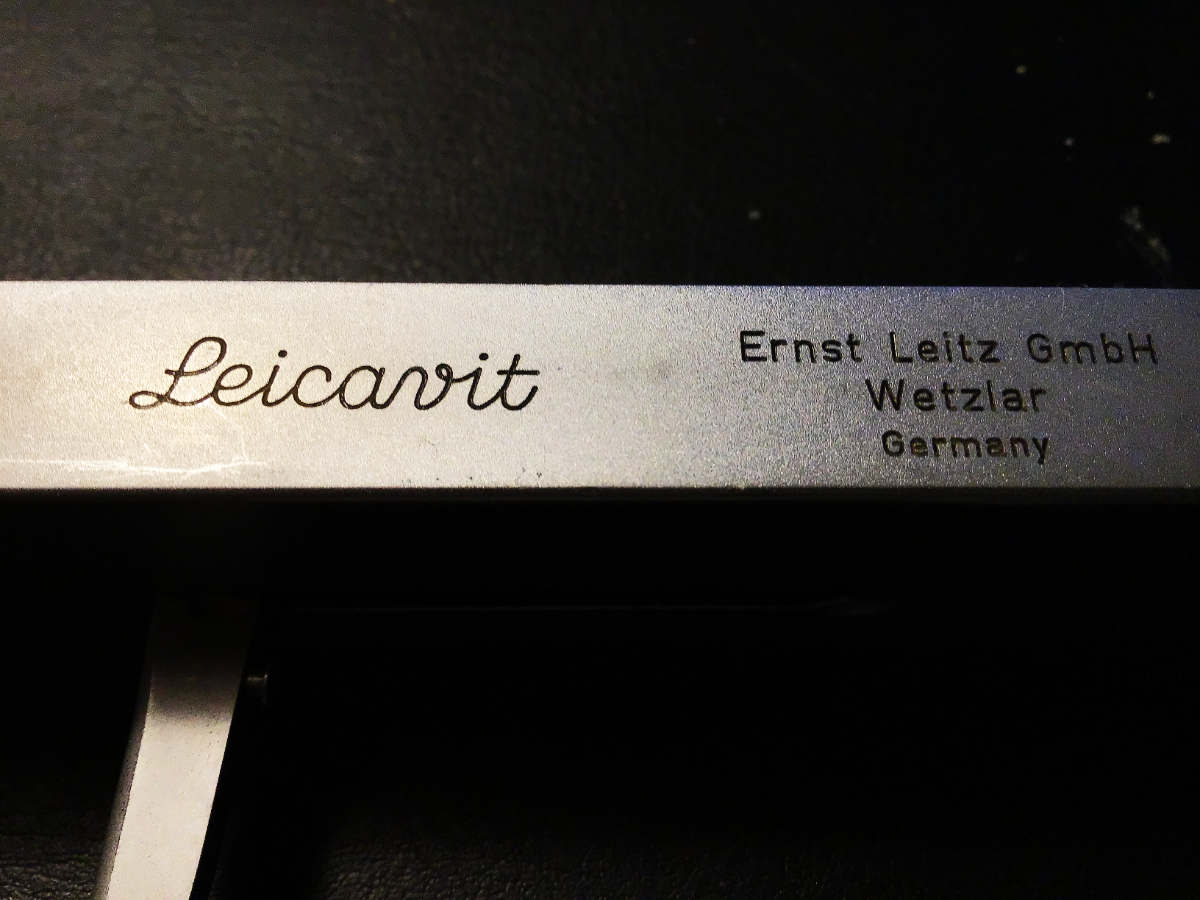 Leicavit
Ernst Leitz GmbH
Wetzlar
Germany